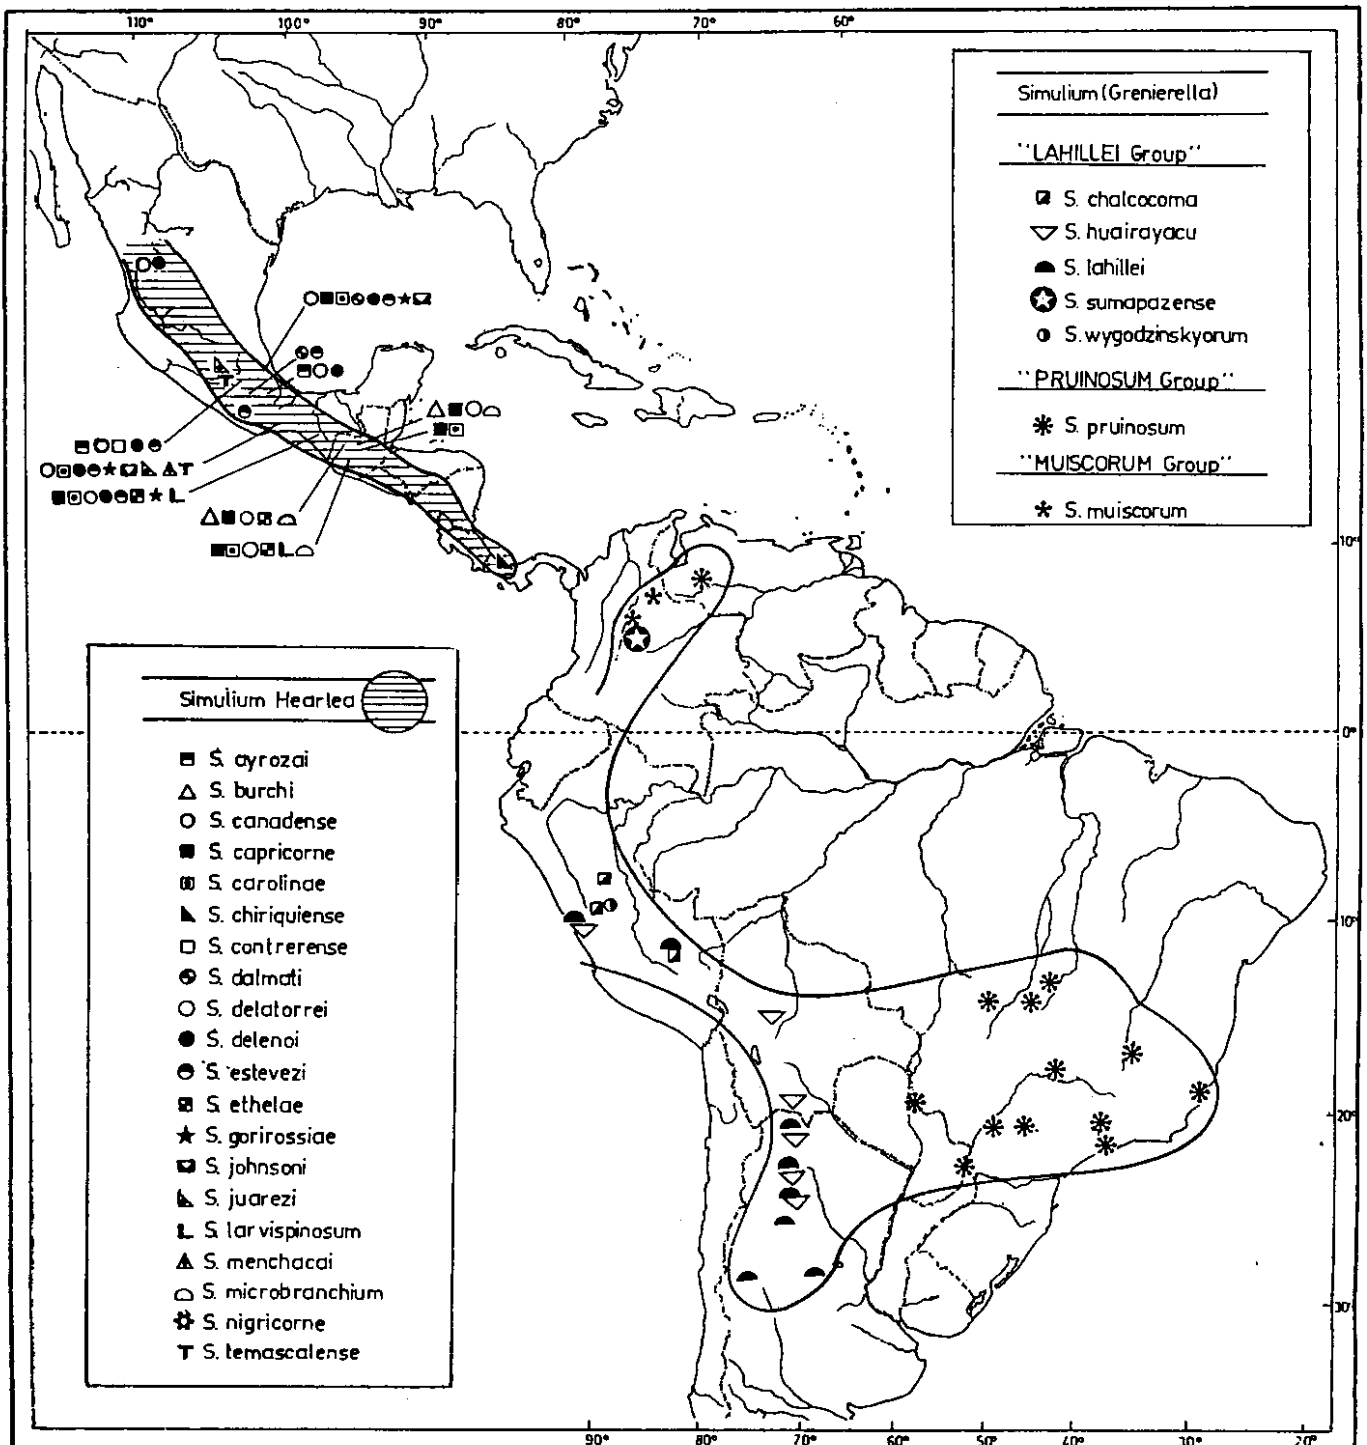 110° 100° 90° 80° 70° 60°
Simulium (Grenierella)
"LAHILLEI Group"
S. chalcocoma
S. huairayacu
S. lahillei
S. sumapazense
S. wygodzinskyorum
"PRUINOSUM Group"
S. pruinosum
"MUISCORUM Group"
S. muiscorum
10°
Simulium Hearlea
S. ayrozai
S. burchi
S. canadense
S. capricorne
S. carolinae
S. chiriquiense
S. contrerense
S. dalmati
S. delatorrei
S. delenoi
S. estevezi
S. ethelae
S. gorirossiae
S. johnsoni
S. juarezi
S. larvispinosum
S. menchacai
S. microbranchium
S. nigricorne
S. temascalense
0°
10°
20°
30°
90° 80° 70° 60° 50° 40° 30° 20°